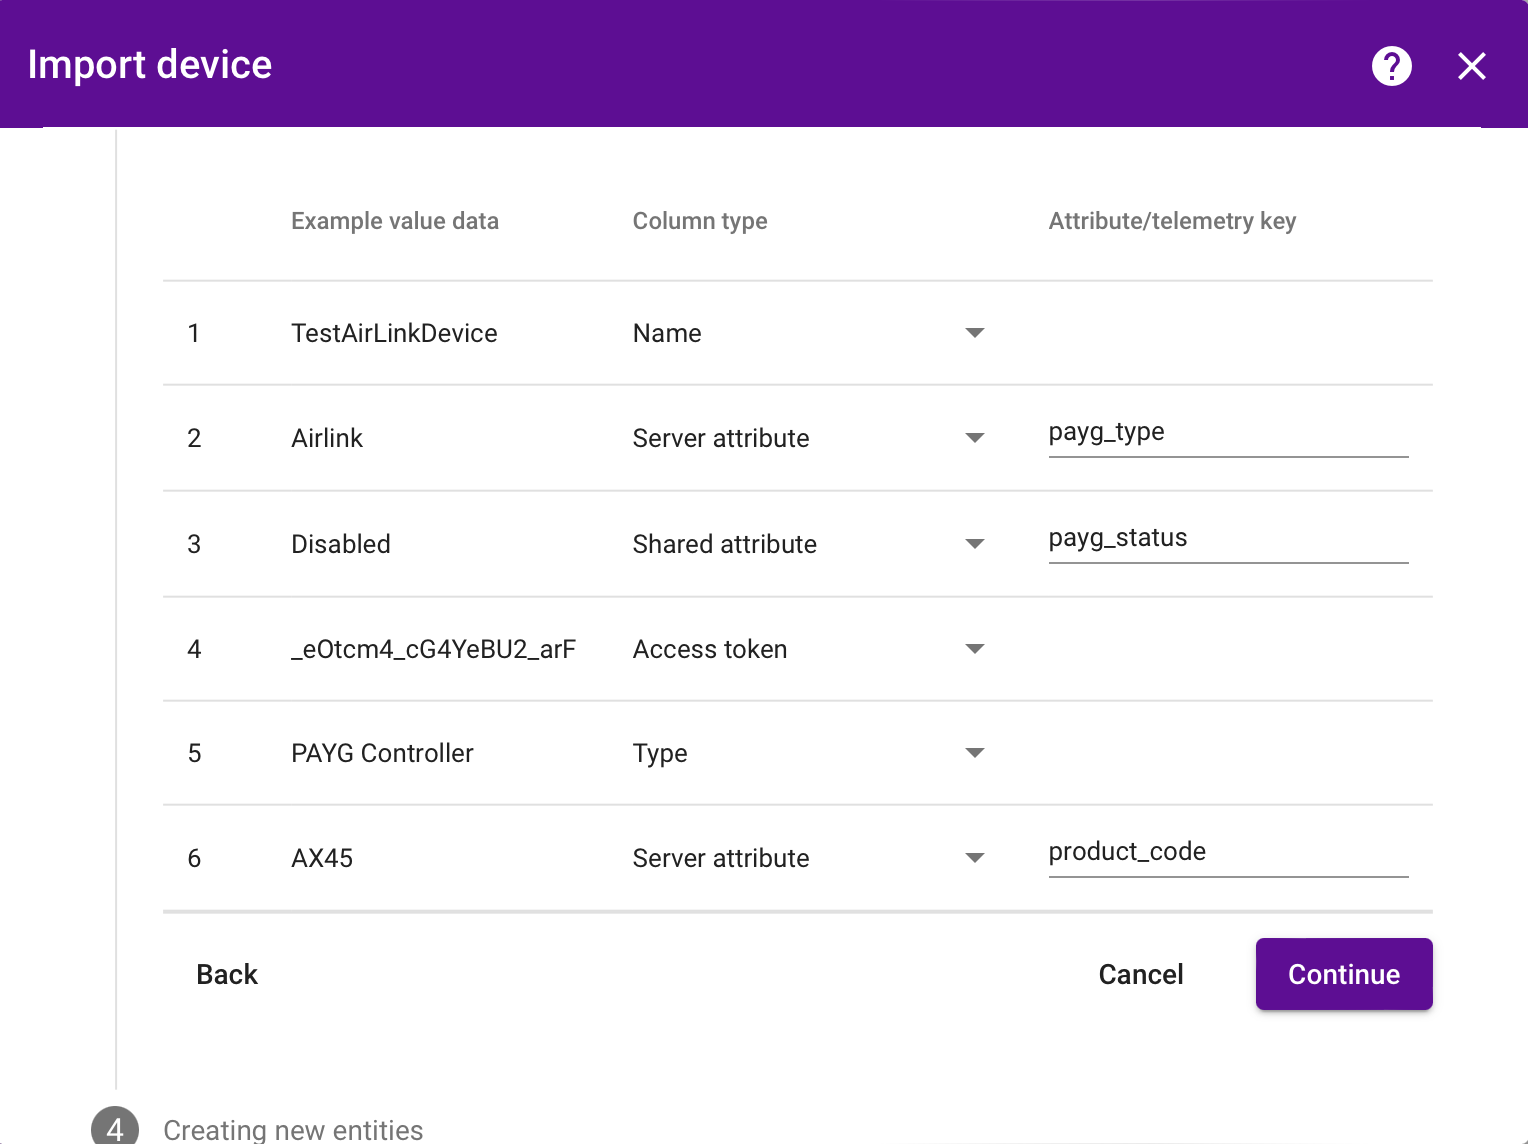 Import device
?
Example value data Column type Attribute/telemetry key
1 TestAirLinkDevice Name
2 Airlink Server attribute payg_type
3 Disabled Shared attribute payg_status
4 _eOtcm4_cG4YeBU2_arF Access token
5 PAYG Controller Type
6 AX45 Server attribute product_code
Back Cancel Continue
4 Creating new entities